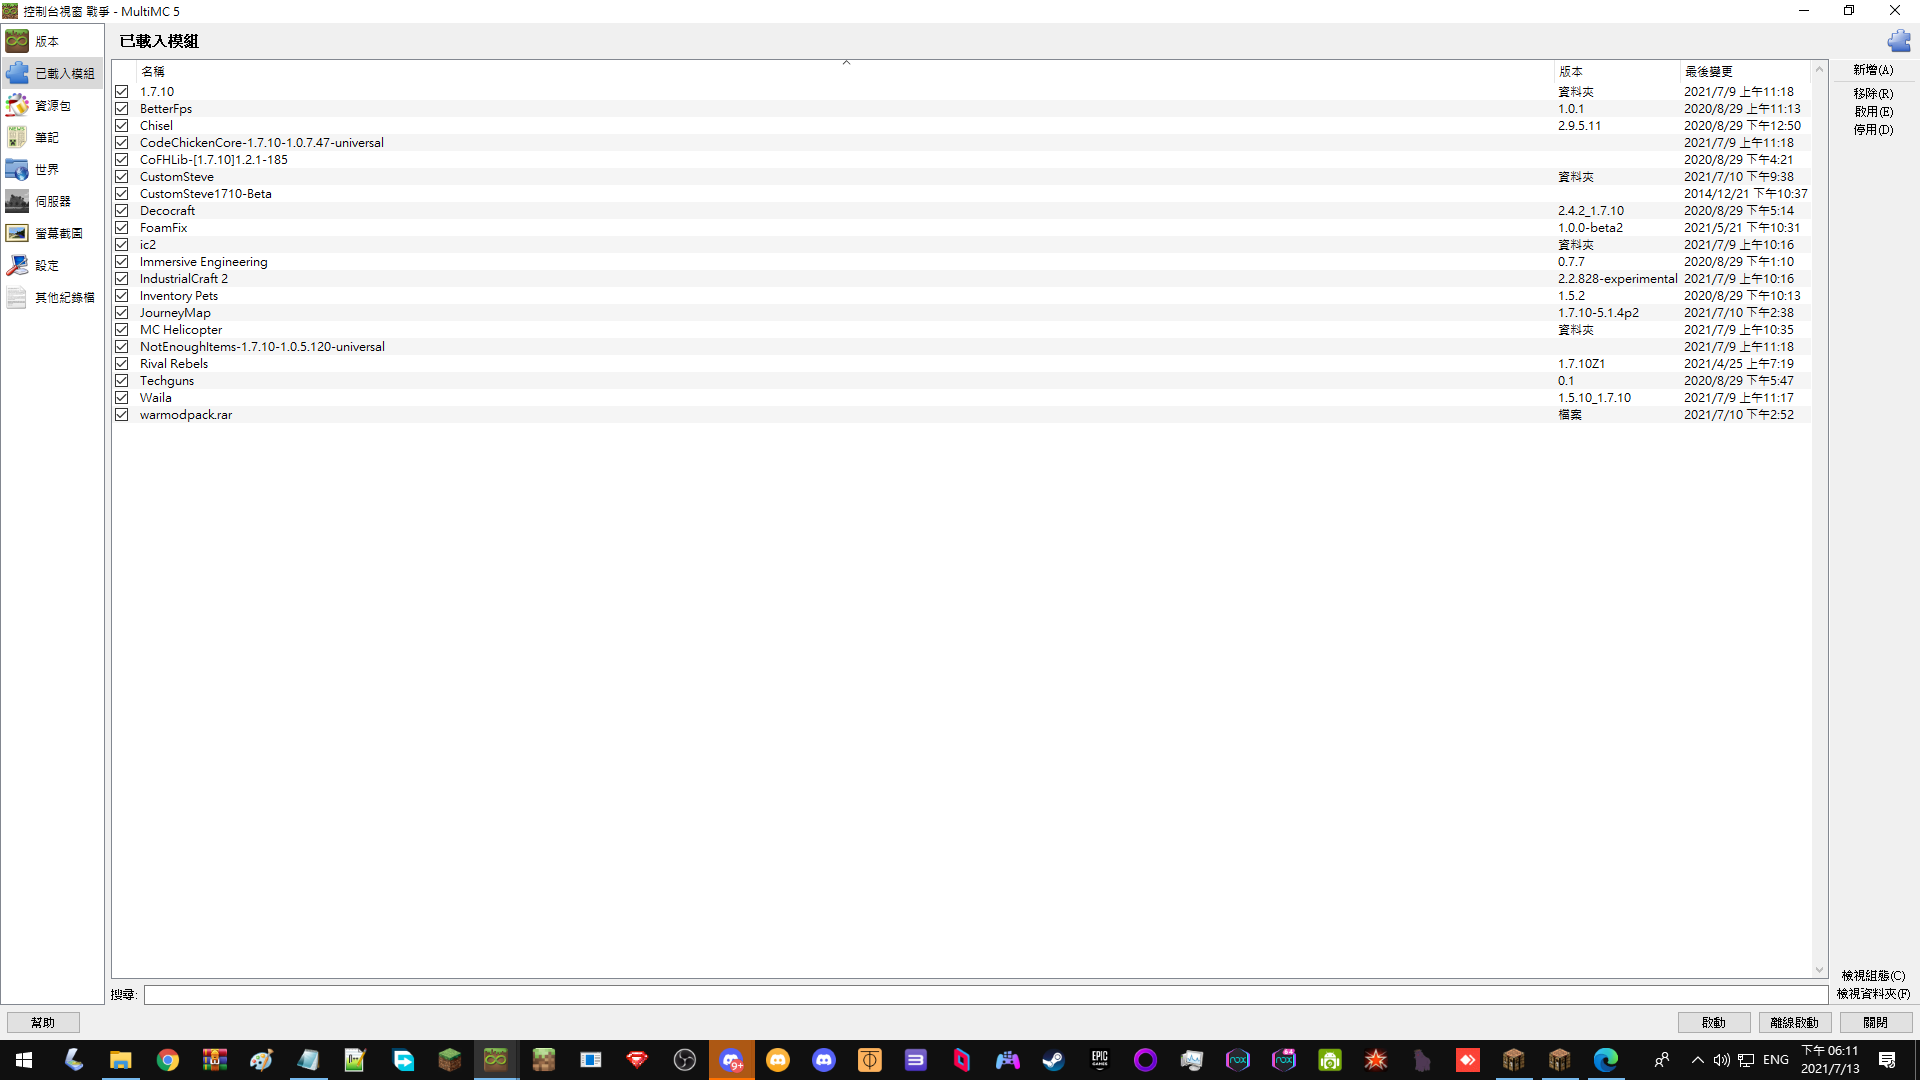 控制台視窗 戰爭 - MultiMC 5
版本
已載入模組
資源包
筆記
世界
伺服器
螢幕截圖
設定
其他紀錄檔
已載入模組
名稱 版本 最後變更
1.7.10 資料夾 2021/7/9 上午11:18
BetterFps 1.0.1 2020/8/29 上午11:13
Chisel 2.9.5.11 2020/8/29 下午12:50
CodeChickenCore-1.7.10-1.0.7.47-universal 2021/7/9 上午11:18
CoFHLib-[1.7.10]1.2.1-185 2020/8/29 下午4:21
CustomSteve 資料夾 2021/7/10 下午9:38
CustomSteve1710-Beta 2014/12/21 下午10:37
Decocraft 2.4.2_1.7.10 2020/8/29 下午5:14
FoamFix 1.0.0-beta2 2021/5/21 下午10:31
ic2 資料夾 2021/7/9 上午10:16
Immersive Engineering 0.7.7 2020/8/29 下午1:10
IndustrialCraft 2 2.2.828-experimental 2021/7/9 上午10:16
Inventory Pets 1.5.2 2020/8/29 下午10:13
JourneyMap 1.7.10-5.1.4p2 2021/7/10 下午2:38
MC Helicopter 資料夾 2021/7/9 上午10:35
NotEnoughItems-1.7.10-1.0.5.120-universal 2021/7/9 上午11:18
Rival Rebels 1.7.10Z1 2021/4/25 上午7:19
Techguns 0.1 2020/8/29 下午5:47
Waila 1.5.10_1.7.10 2021/7/9 上午11:17
warmodpack.rar 檔案 2021/7/10 下午2:52
新增(A)
移除(R)
啟用(E)
停用(D)
檢視組態(C)
檢視資料夾(F)
搜尋:
幫助
啟動 離線啟動 關閉
9+
EPIC GAMES
nox
nox 64
ENG
下午 06:11
2021/7/13